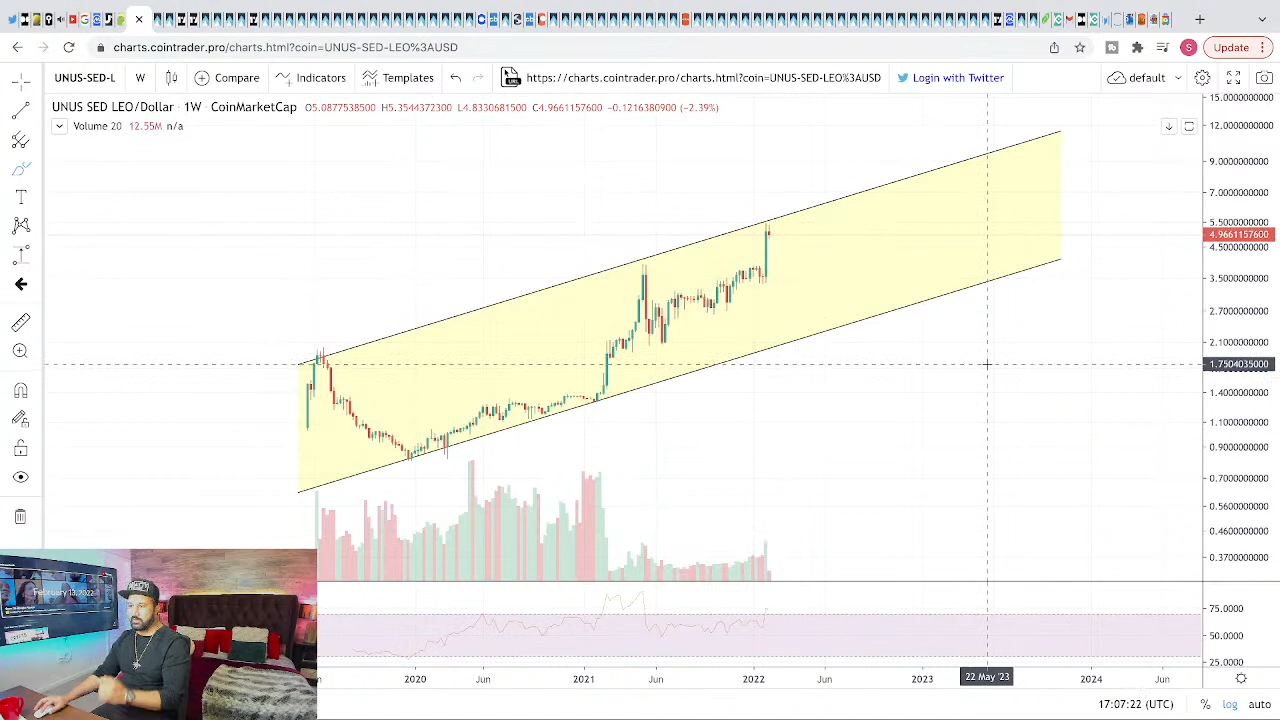 charts.cointrader.pro/charts.html?coin=UNUS-SED-LEO%3AUSD
S
Update
UNUS-SED-L
W
Compare
Indicators
Templates
URL
https://charts.cointrader.pro/charts.html?coin=UNUS-SED-LEO%3AUSD
Login with Twitter
default
UNUS SED LEO/Dollar · 1W · CoinMarketCap O5.0877538500 H5.3544372300 L4.8330681500 C4.9661157600 −0.1216380900 (−2.39%)
Volume 20 12.55M n/a
15.0000000000
12.0000000000
9.0000000000
7.0000000000
5.5000000000
4.9661157600
4.5000000000
3.5000000000
2.7000000000
2.1000000000
1.7504035000
1.4000000000
1.1000000000
0.9000000000
0.7000000000
0.5600000000
0.4600000000
0.3700000000
75.0000
50.0000
25.0000
February 13, 2022
2020
Jun
2021
Jun
2022
Jun
2023
22 May '23
2024
Jun
17:07:22 (UTC)
%
log
auto